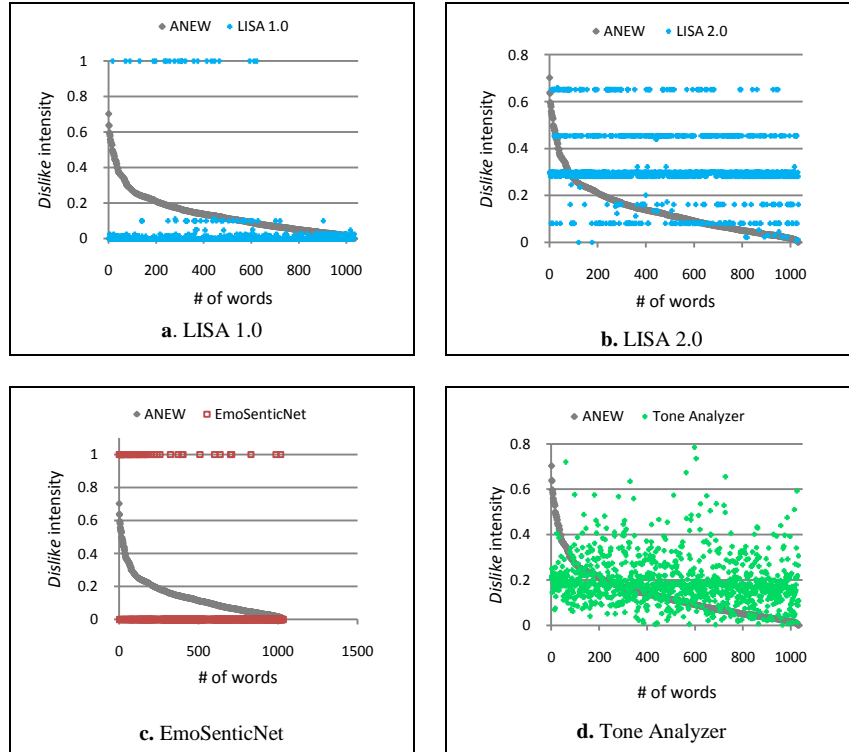 ANEW LISA 1.0
1
0.8
0.6
0.4
0.2
0
Dislike intensity
0 200 400 600 800 1000
# of words
a. LISA 1.0
ANEW LISA 2.0
0.8
0.6
0.4
0.2
0
Dislike intensity
0 200 400 600 800 1000
# of words
b. LISA 2.0
ANEW EmoSenticNet
1
0.8
0.6
0.4
0.2
0
Dislike intensity
0 500 1000 1500
# of words
c. EmoSenticNet
ANEW Tone Analyzer
0.8
0.6
0.4
0.2
0
Dislike intensity
0 200 400 600 800 1000
# of words
d. Tone Analyzer